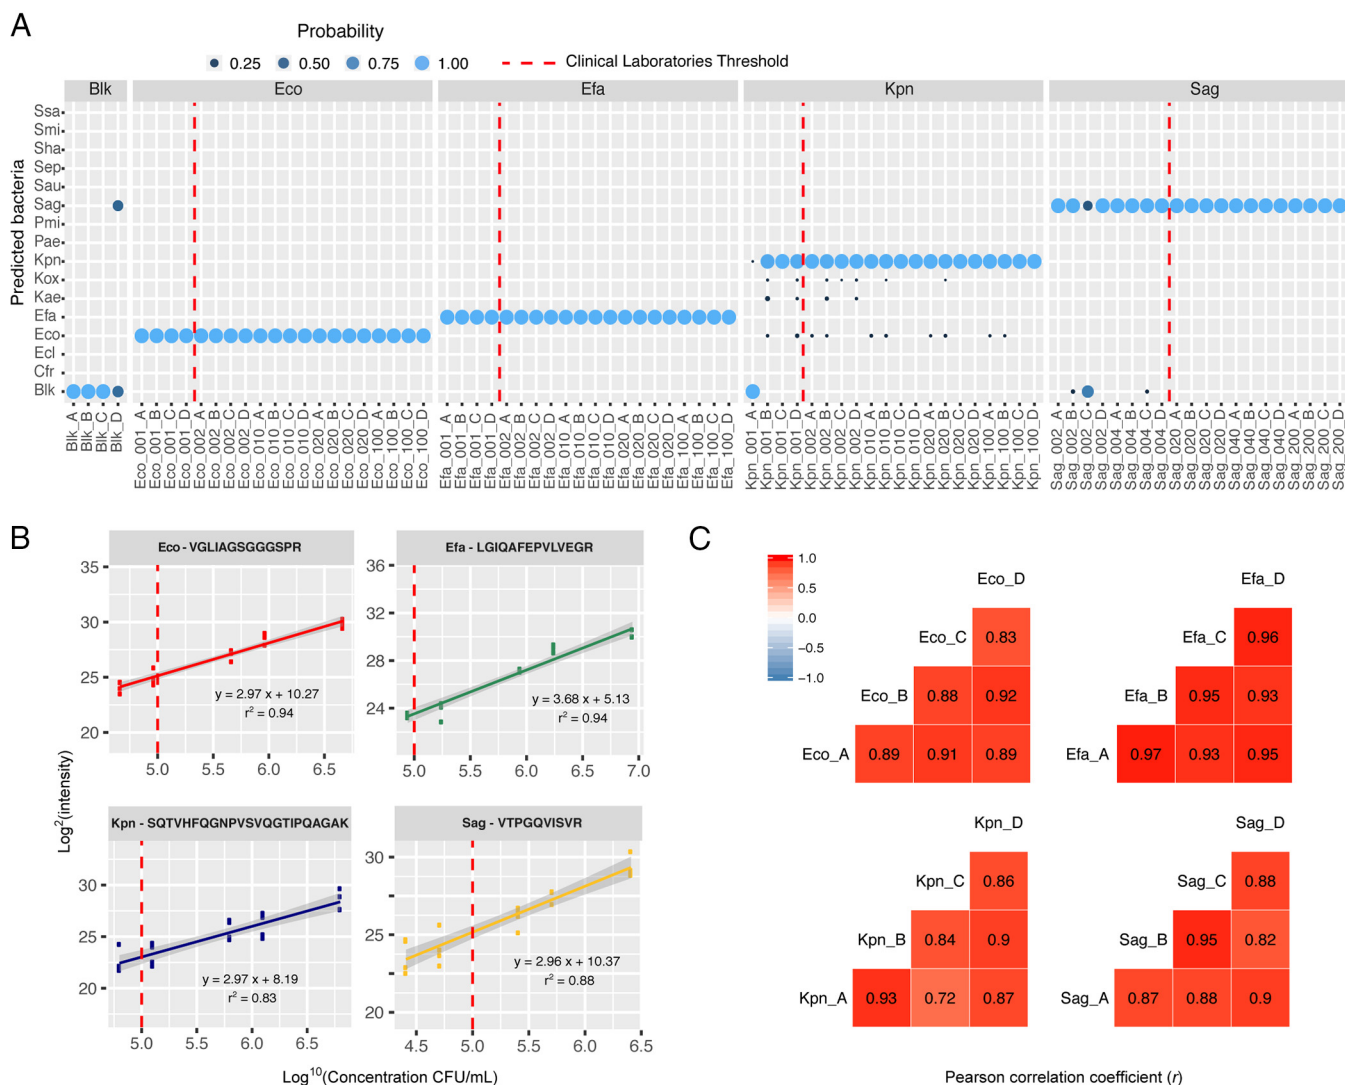 A
Probability
0.25 0.50 0.75 1.00 Clinical Laboratories Threshold
Blk Eco Efa Kpn Sag
Predicted bacteria
Ssa
Smi
Sha
Sep
Sau
Sag
Pmi
Pae
Kpn
Kox
Kae
Efa
Eco
Ecl
Cfr
Blk
Blk_A
Blk_B
Blk_C
Blk_D
Eco_001_A
Eco_001_B
Eco_001_C
Eco_001_D
Eco_002_A
Eco_002_B
Eco_002_C
Eco_002_D
Eco_010_A
Eco_010_B
Eco_010_C
Eco_010_D
Eco_020_A
Eco_020_B
Eco_020_C
Eco_020_D
Eco_100_A
Eco_100_B
Eco_100_C
Eco_100_D
Efa_001_A
Efa_001_B
Efa_001_C
Efa_001_D
Efa_002_A
Efa_002_B
Efa_002_C
Efa_002_D
Efa_010_A
Efa_010_B
Efa_010_C
Efa_010_D
Efa_020_A
Efa_020_B
Efa_020_C
Efa_020_D
Efa_100_A
Efa_100_B
Efa_100_C
Efa_100_D
Kpn_001_A
Kpn_001_B
Kpn_001_C
Kpn_001_D
Kpn_002_A
Kpn_002_B
Kpn_002_C
Kpn_002_D
Kpn_010_A
Kpn_010_B
Kpn_010_C
Kpn_010_D
Kpn_020_A
Kpn_020_B
Kpn_020_C
Kpn_020_D
Kpn_100_A
Kpn_100_B
Kpn_100_C
Kpn_100_D
Sag_002_A
Sag_002_B
Sag_002_C
Sag_002_D
Sag_004_A
Sag_004_B
Sag_004_C
Sag_004_D
Sag_020_A
Sag_020_B
Sag_020_C
Sag_020_D
Sag_040_A
Sag_040_B
Sag_040_C
Sag_040_D
Sag_200_A
Sag_200_B
Sag_200_C
Sag_200_D
B
Log²(intensity)
Eco - VGLIAGSGGGSPR
35
30
25
20
y = 2.97 x + 10.27
r² = 0.94
5.0 5.5 6.0 6.5
Efa - LGIQAFEPVLVEGR
36
32
28
24
y = 3.68 x + 5.13
r² = 0.94
5.0 5.5 6.0 6.5 7.0
Kpn - SQTVHFQGNPVSVQGTIPQAGAK
30
25
20
y = 2.97 x + 8.19
r² = 0.83
5.0 5.5 6.0 6.5
Sag - VTPGQVISVR
30
25
20
y = 2.96 x + 10.37
r² = 0.88
4.5 5.0 5.5 6.0 6.5
Log¹⁰(Concentration CFU/mL)
C
1.0
0.5
0.0
−0.5
−1.0
Eco_D
Eco_C 0.83
Eco_B 0.88 0.92
Eco_A 0.89 0.91 0.89
Efa_D
Efa_C 0.96
Efa_B 0.95 0.93
Efa_A 0.97 0.93 0.95
Kpn_D
Kpn_C 0.86
Kpn_B 0.84 0.9
Kpn_A 0.93 0.72 0.87
Sag_D
Sag_C 0.88
Sag_B 0.95 0.82
Sag_A 0.87 0.88 0.9
Pearson correlation coefficient (r)